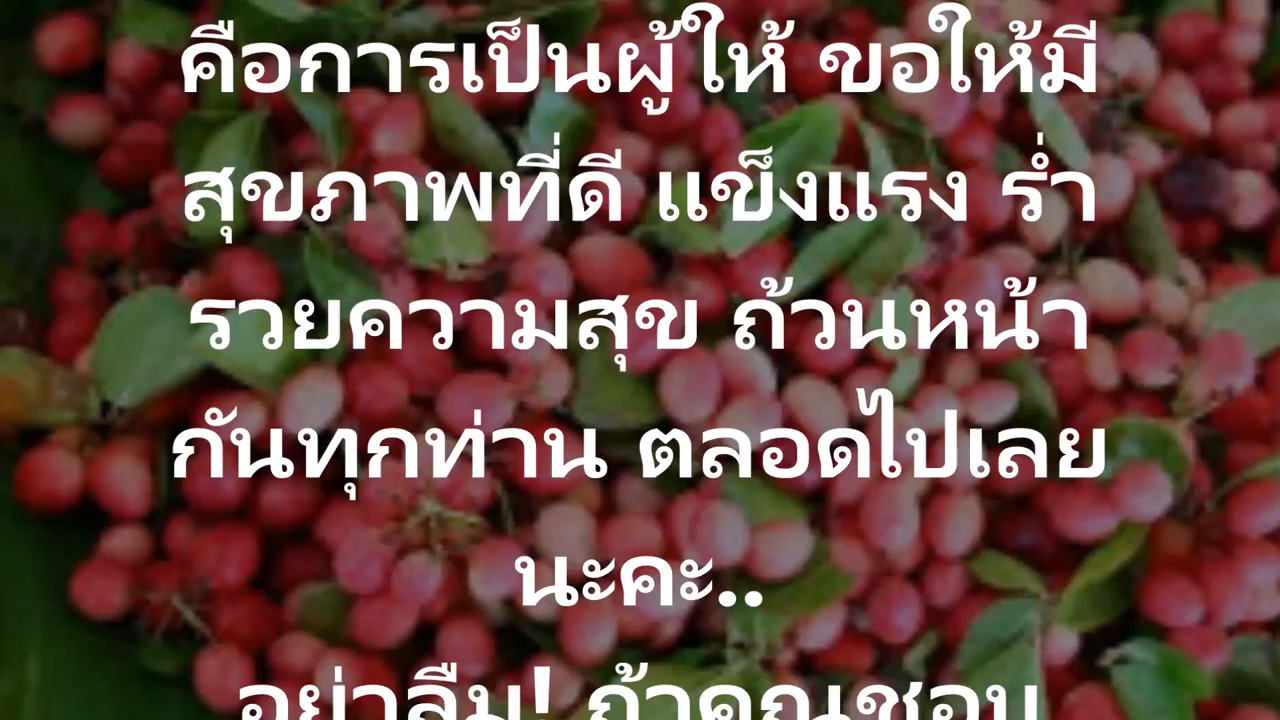 คือการเป็นผู้ให้ ขอให้มี
สุขภาพที่ดี แข็งแรง ร่ำ
รวยความสุข ถ้วนหน้า
กันทุกท่าน ตลอดไปเลย
นะคะ..
อย่าลืม! ถ้าคุณชอบ